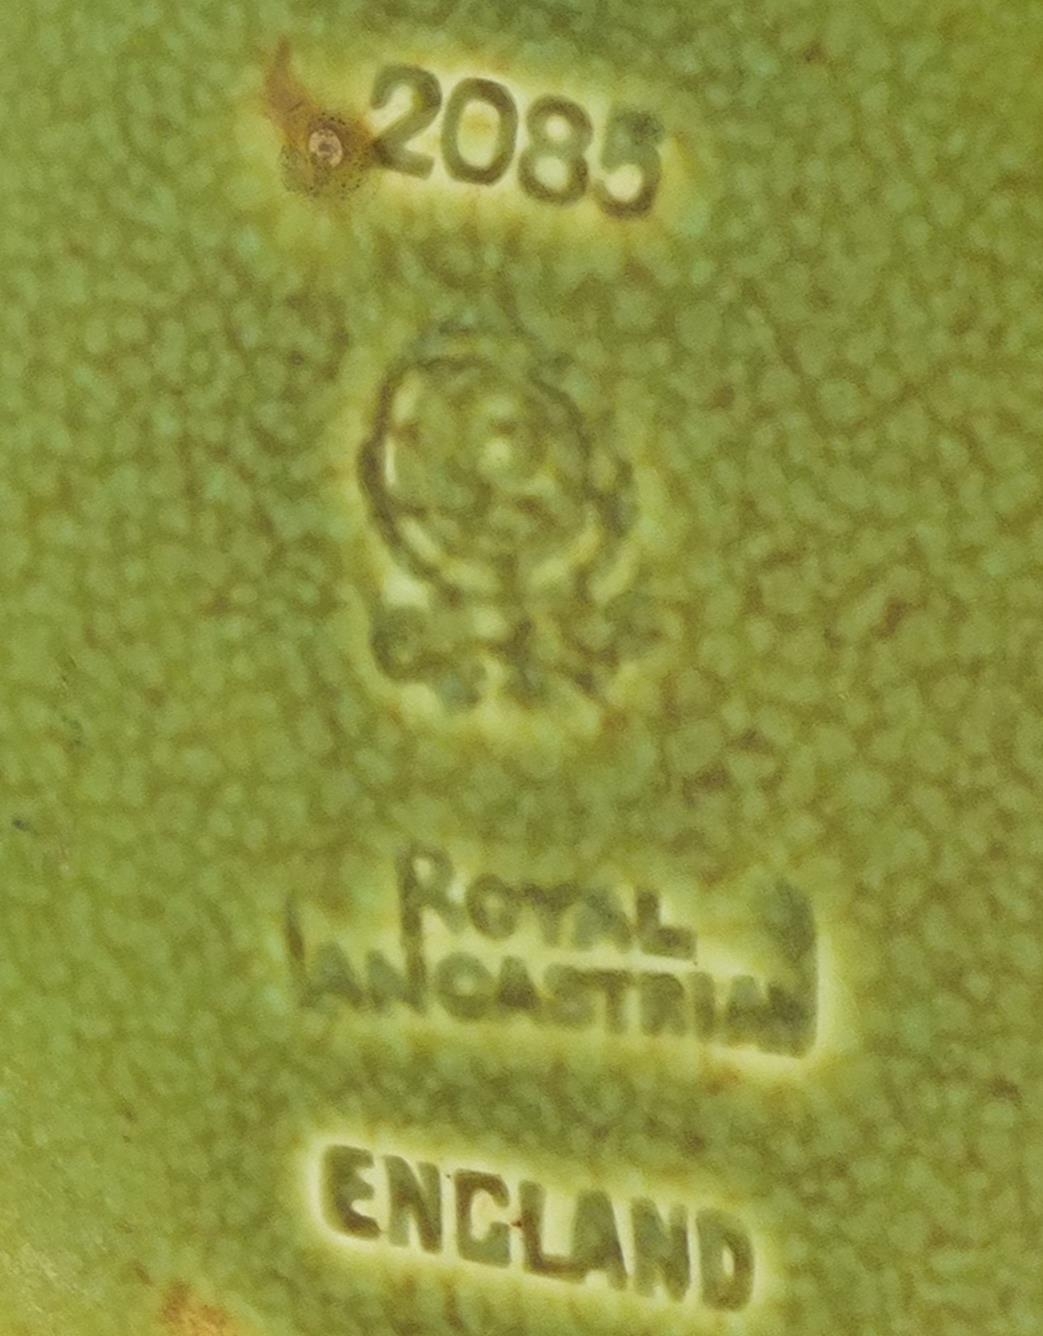 2085
ROYAL
LANCASTRIAN
ENGLAND